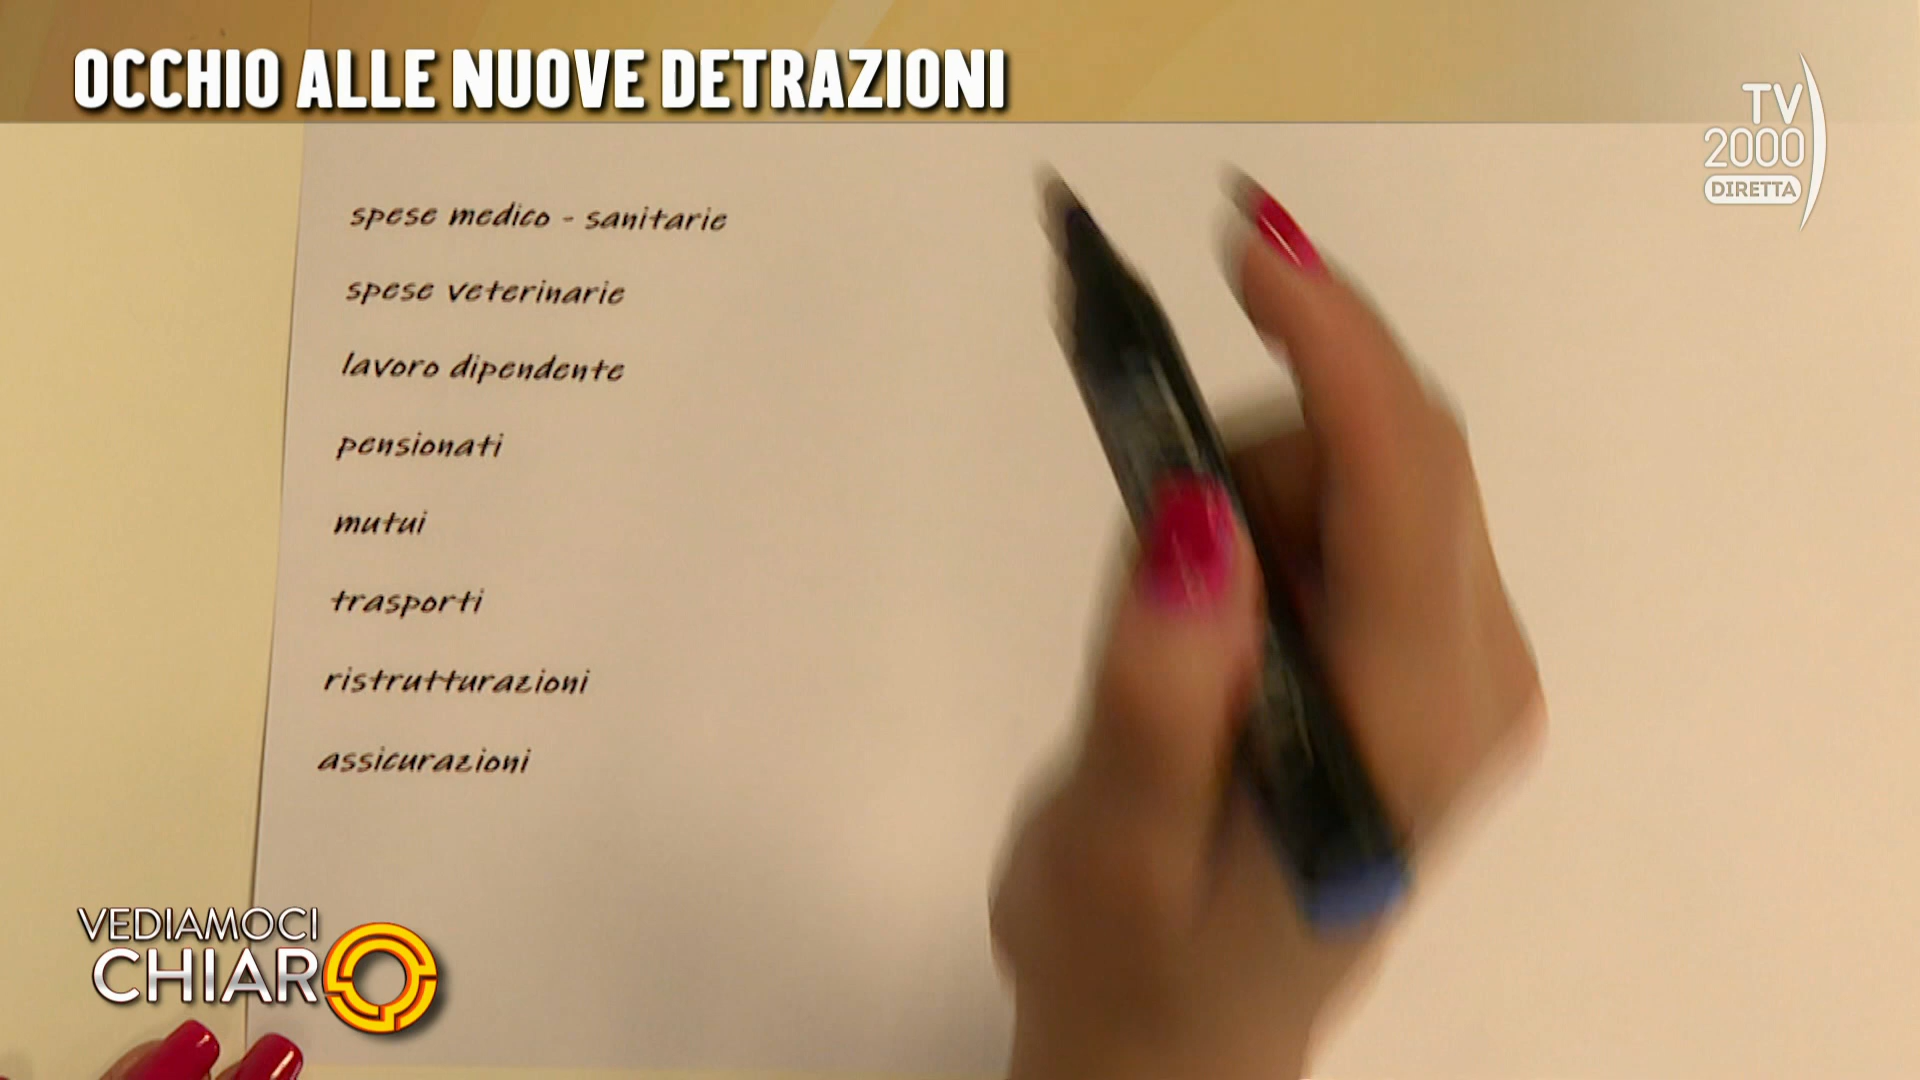 OCCHIO ALLE NUOVE DETRAZIONI
TV
2000
DIRETTA
spese medico - sanitarie
spese veterinarie
lavoro dipendente
pensionati
mutui
trasporti
ristrutturazioni
assicurazioni
VEDIAMOCI
CHIARO